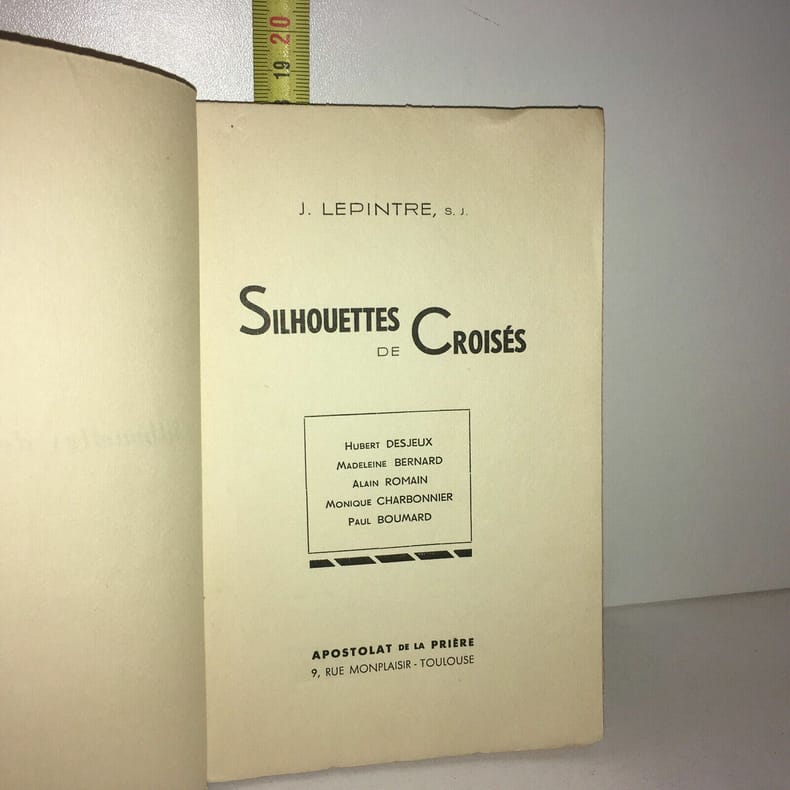 19 20
J. LEPINTRE, S. J.
SILHOUETTES
DE CROISÉS
HUBERT DESJEUX
MADELEINE BERNARD
ALAIN ROMAIN
MONIQUE CHARBONNIER
PAUL BOUMARD
APOSTOLAT DE LA PRIÈRE
9, RUE MONPLAISIR - TOULOUSE